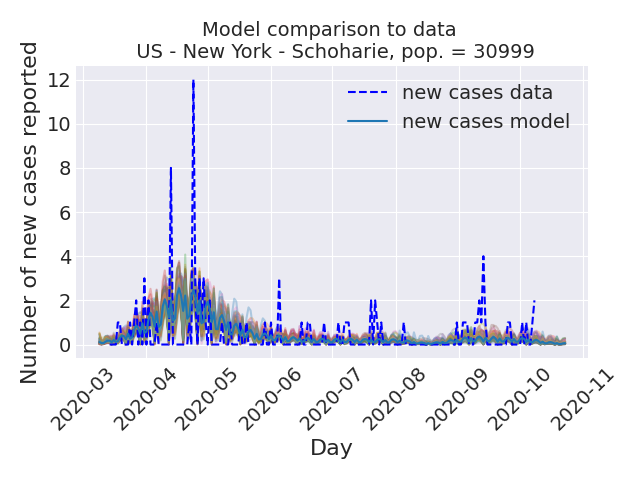 Model comparison to data
US - New York - Schoharie, pop. = 30999
Number of new cases reported
12
10
8
6
4
2
0
new cases data
new cases model
2020-03
2020-04
2020-05
2020-06
2020-07
2020-08
2020-09
2020-10
2020-11
Day